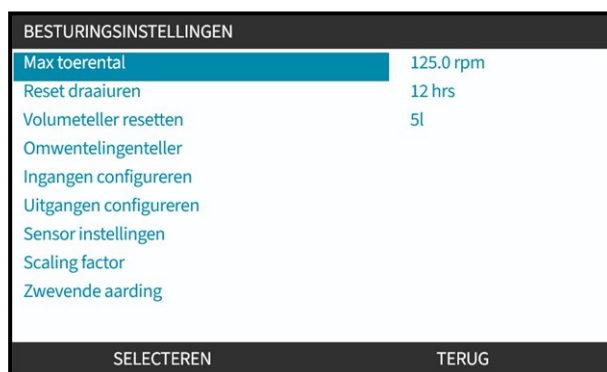 BESTURINGSINSTELLINGEN
Max toerental 125.0 rpm
Reset draaiuren 12 hrs
Volumeteller resetten 5l
Omwentelingenteller
Ingangen configureren
Uitgangen configureren
Sensor instellingen
Scaling factor
Zwevende aarding
SELECTEREN TERUG